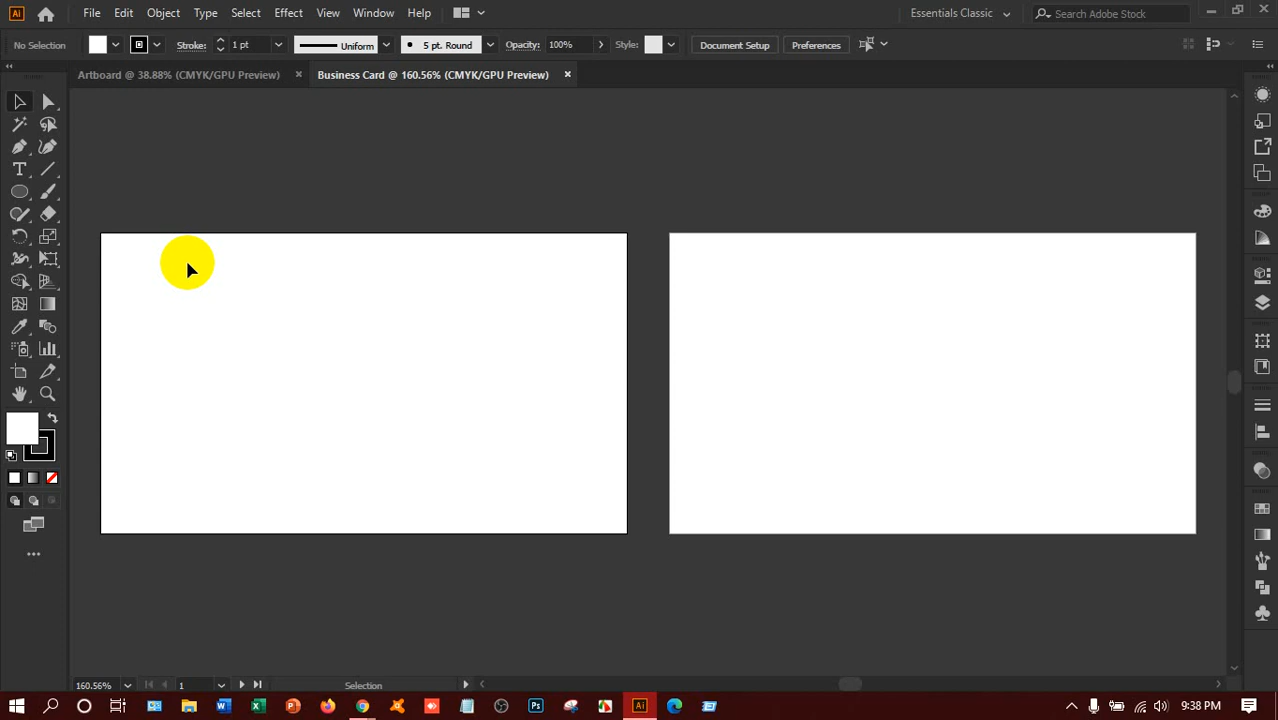 Ai File Edit Object Type Select Effect View Window Help Essentials Classic Search Adobe Stock
No Selection Stroke: 1 pt Uniform 5 pt. Round Opacity: 100% Style: Document Setup Preferences
Artboard @ 38.88% (CMYK/GPU Preview) × Business Card @ 160.56% (CMYK/GPU Preview) ×
T
160.56% 1 Selection
W X P Ps Ai 9:38 PM